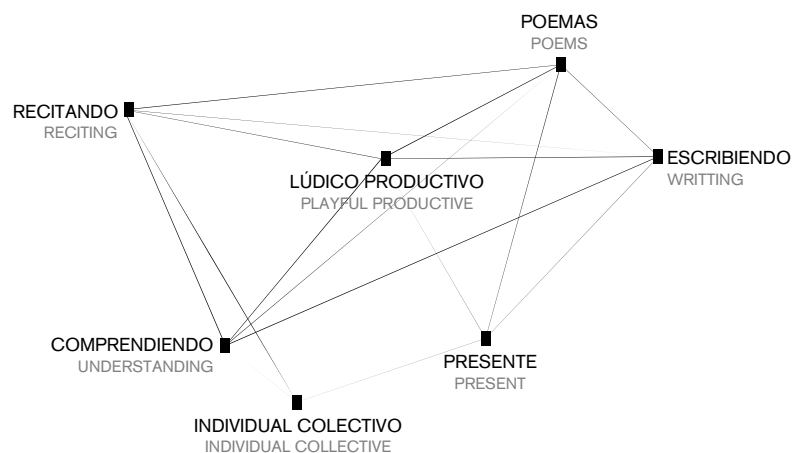 POEMAS
POEMS
RECITANDO
RECITING
ESCRIBIENDO
WRITTING
LÚDICO PRODUCTIVO
PLAYFUL PRODUCTIVE
COMPRENDIENDO
UNDERSTANDING
PRESENTE
PRESENT
INDIVIDUAL COLECTIVO
INDIVIDUAL COLLECTIVE